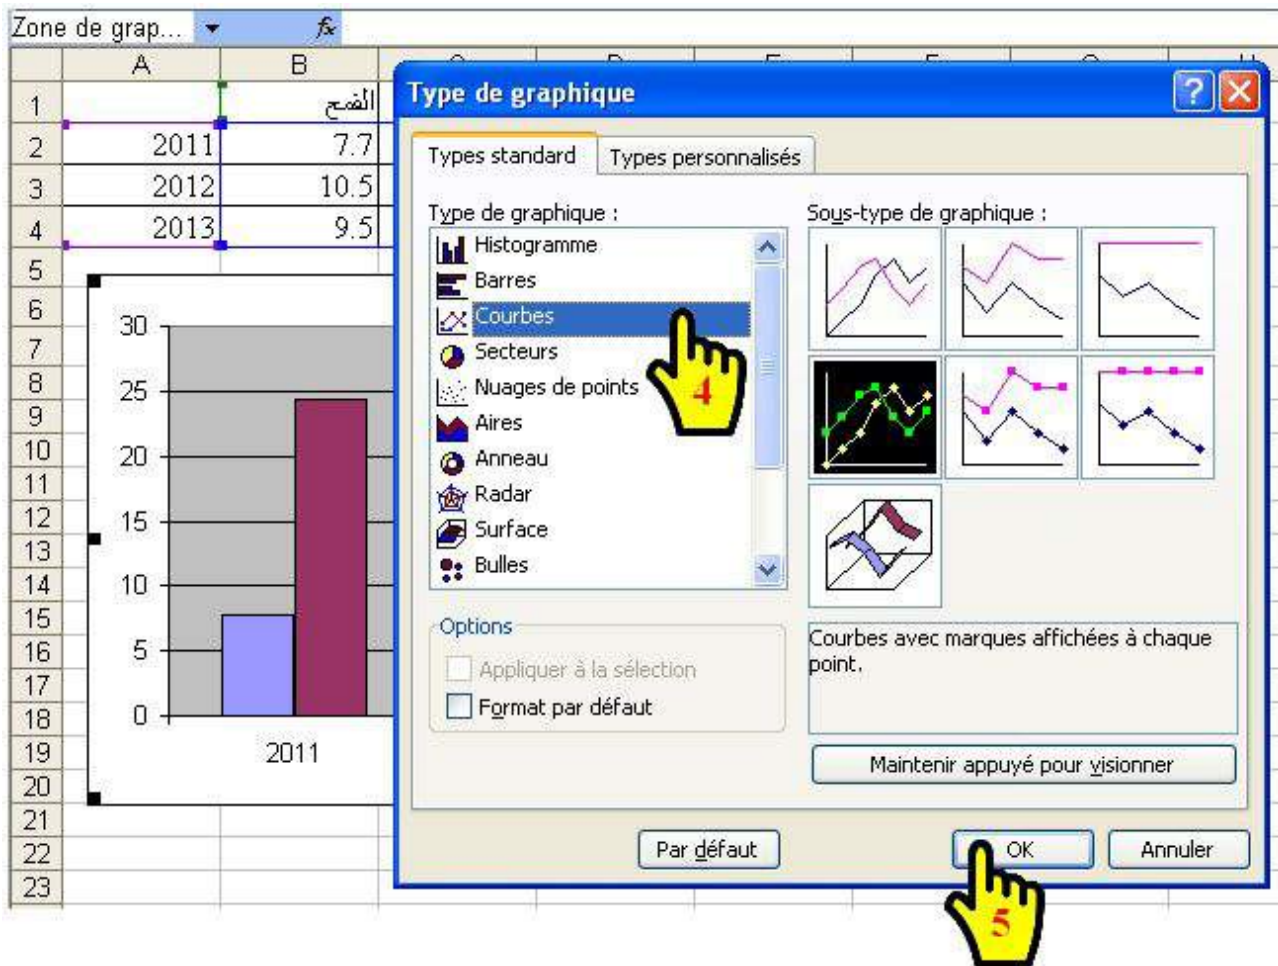 Zone de grap...
fx
A B
1 القمح
2 2011 7.7
3 2012 10.5
4 2013 9.5
5
6
7
8
9
10
11
12
13
14
15
16
17
18
19
20
21
22
23
30
25
20
15
10
5
0
2011
Type de graphique
?
Types standard
Types personnalisés
Type de graphique :
Histogramme
Barres
Courbes
Secteurs
Nuages de points
Aires
Anneau
Radar
Surface
Bulles
4
Sous-type de graphique :
Options
Appliquer à la sélection
Format par défaut
Courbes avec marques affichées à chaque
point.
Maintenir appuyé pour visionner
Par défaut
OK
Annuler
5